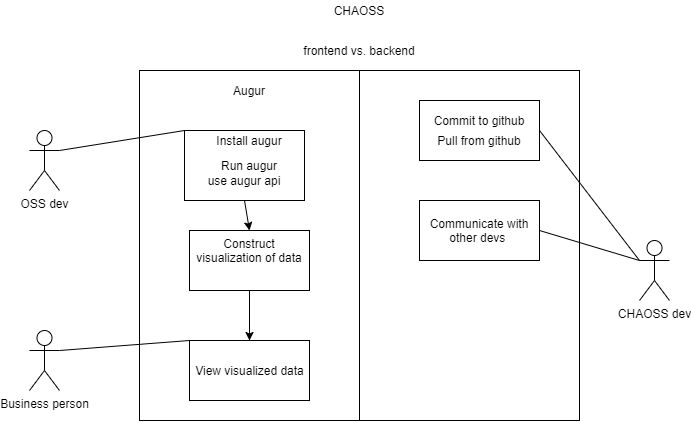 CHAOSS
frontend vs. backend
Augur
Install augur
Run augur
use augur api
Construct
visualization of data
View visualized data
Commit to github
Pull from github
Communicate with
other devs
OSS dev
Business person
CHAOSS dev